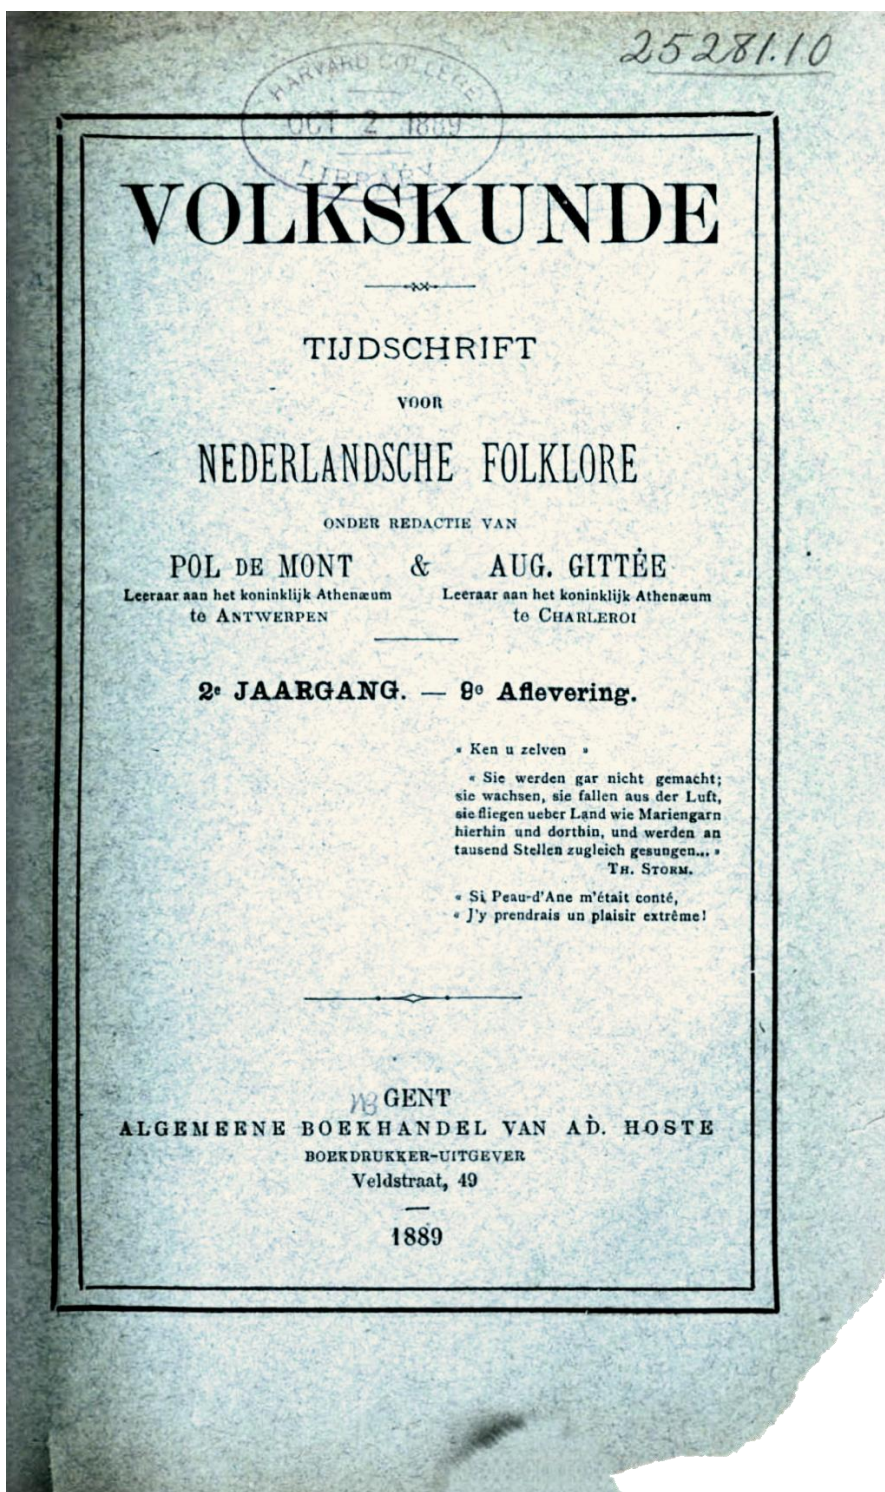 25281.10
HARVARD COLLEGE
OCT 2 1889
LIBRARY
VOLKSKUNDE
TIJDSCHRIFT
VOOR
NEDERLANDSCHE FOLKLORE
ONDER REDACTIE VAN
POL DE MONT & AUG. GITTÉE
Leeraar aan het koninklijk Athenæum Leeraar aan het koninklijk Athenæum
te ANTWERPEN te CHARLEROI
2e JAARGANG. — 9e Aflevering.
« Ken u zelven »
« Sie werden gar nicht gemacht;
sie wachsen, sie fallen aus der Luft,
sie fliegen ueber Land wie Mariengarn
hierhin und dorthin, und werden an
tausend Stellen zugleich gesungen... »
TH. STORM.
« Si Peau-d'Ane m'était conté,
« J'y prendrais un plaisir extrême!
GENT
ALGEMEENE BOEKHANDEL VAN AD. HOSTE
BOEKDRUKKER-UITGEVER
Veldstraat, 49
1889